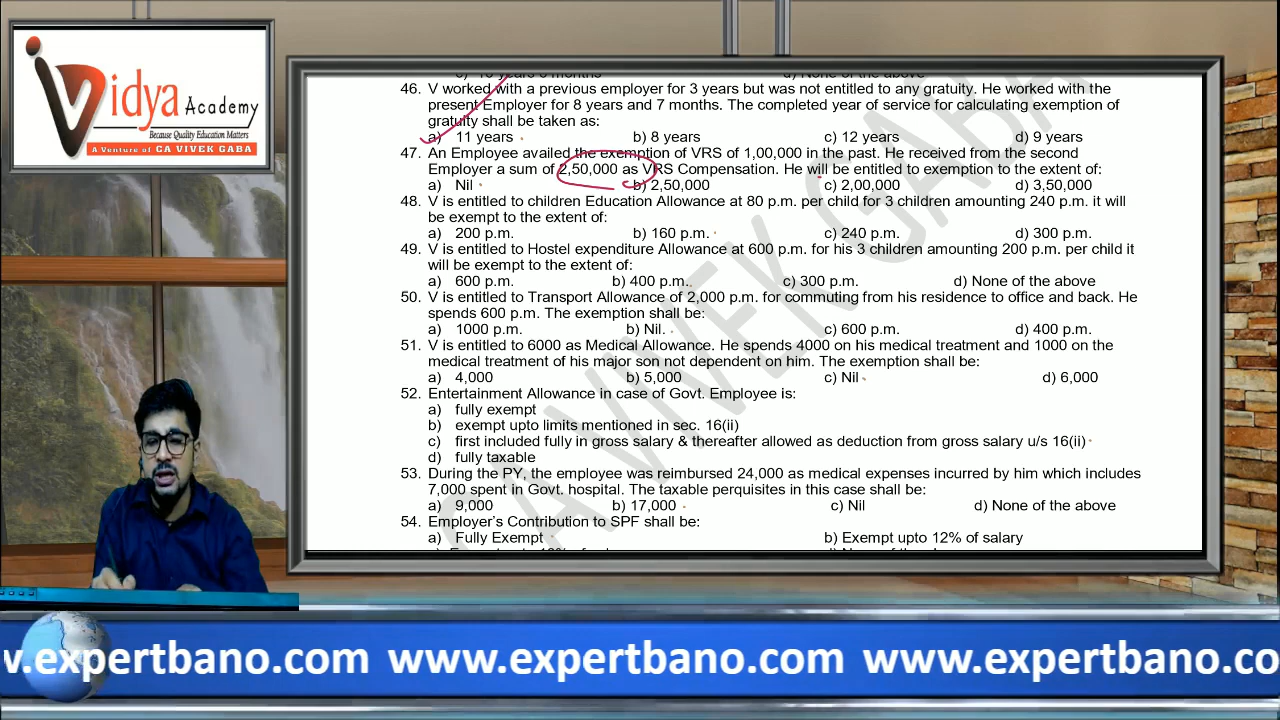 Vidya Academy
Because Quality Education Matters
A Venture of CA VIVEK GABA
c) 10 years 6 months d) None of the above
46. V worked with a previous employer for 3 years but was not entitled to any gratuity. He worked with the
present Employer for 8 years and 7 months. The completed year of service for calculating exemption of
gratuity shall be taken as:
a) 11 years b) 8 years c) 12 years d) 9 years
47. An Employee availed the exemption of VRS of 1,00,000 in the past. He received from the second
Employer a sum of 2,50,000 as VRS Compensation. He will be entitled to exemption to the extent of:
a) Nil b) 2,50,000 c) 2,00,000 d) 3,50,000
48. V is entitled to children Education Allowance at 80 p.m. per child for 3 children amounting 240 p.m. it will
be exempt to the extent of:
a) 200 p.m. b) 160 p.m. c) 240 p.m. d) 300 p.m.
49. V is entitled to Hostel expenditure Allowance at 600 p.m. for his 3 children amounting 200 p.m. per child it
will be exempt to the extent of:
a) 600 p.m. b) 400 p.m. c) 300 p.m. d) None of the above
50. V is entitled to Transport Allowance of 2,000 p.m. for commuting from his residence to office and back. He
spends 600 p.m. The exemption shall be:
a) 1000 p.m. b) Nil. c) 600 p.m. d) 400 p.m.
51. V is entitled to 6000 as Medical Allowance. He spends 4000 on his medical treatment and 1000 on the
medical treatment of his major son not dependent on him. The exemption shall be:
a) 4,000 b) 5,000 c) Nil d) 6,000
52. Entertainment Allowance in case of Govt. Employee is:
a) fully exempt
b) exempt upto limits mentioned in sec. 16(ii)
c) first included fully in gross salary & thereafter allowed as deduction from gross salary u/s 16(ii)
d) fully taxable
53. During the PY, the employee was reimbursed 24,000 as medical expenses incurred by him which includes
7,000 spent in Govt. hospital. The taxable perquisites in this case shall be:
a) 9,000 b) 17,000 c) Nil d) None of the above
54. Employer's Contribution to SPF shall be:
a) Fully Exempt b) Exempt upto 12% of salary
CA VIVEK GABA
w.expertbano.com www.expertbano.com www.expertbano.co